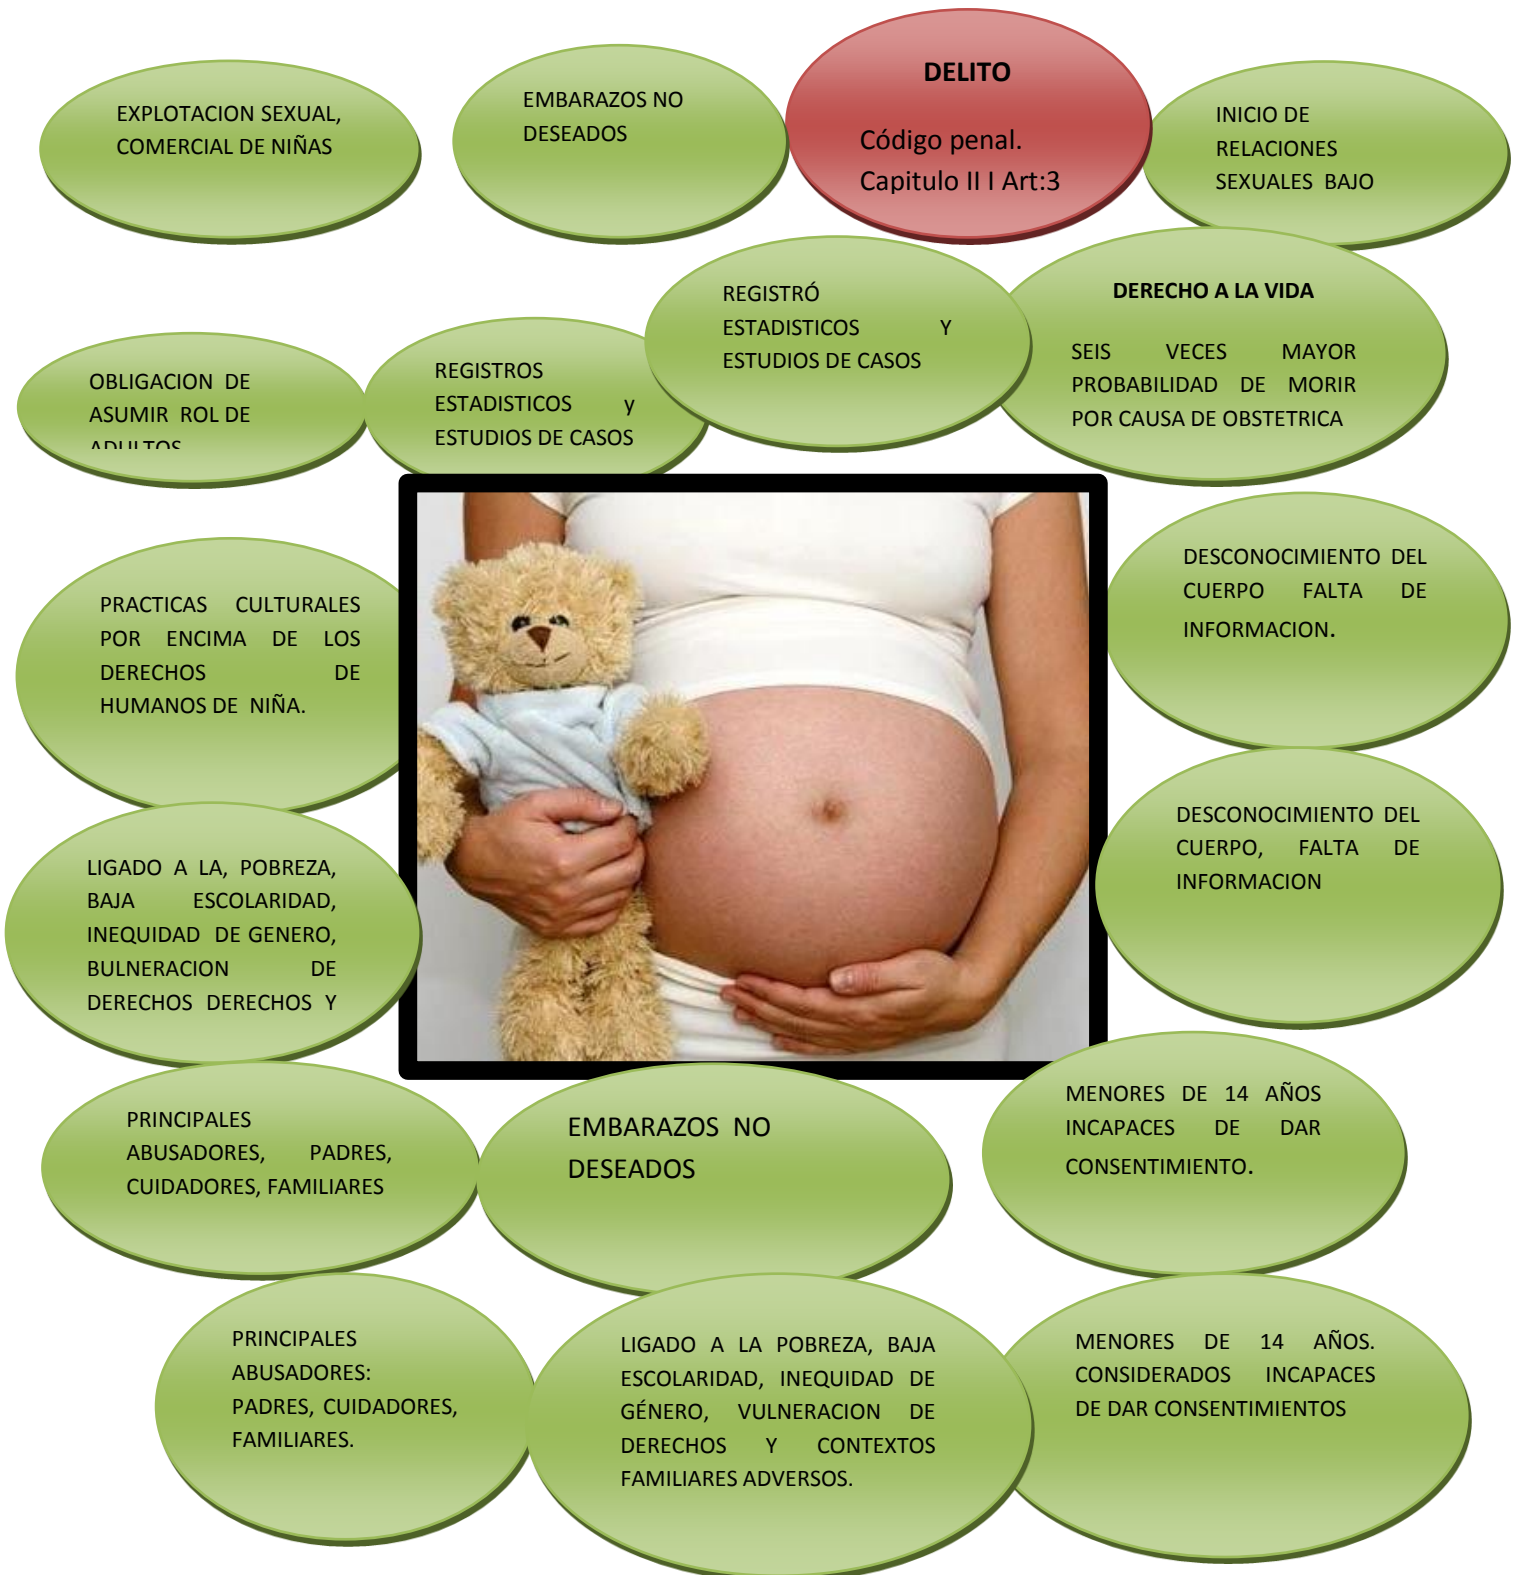 EXPLOTACION SEXUAL,
COMERCIAL DE NIÑAS
EMBARAZOS NO
DESEADOS
DELITO
Código penal.
Capitulo II I Art:3
INICIO DE
RELACIONES
SEXUALES BAJO
OBLIGACION DE
ASUMIR ROL DE
ADULTOS
REGISTROS
ESTADISTICOS y
ESTUDIOS DE CASOS
REGISTRÓ
ESTADISTICOS Y
ESTUDIOS DE CASOS
DERECHO A LA VIDA
SEIS VECES MAYOR
PROBABILIDAD DE MORIR
POR CAUSA DE OBSTETRICA
PRACTICAS CULTURALES
POR ENCIMA DE LOS
DERECHOS DE
HUMANOS DE NIÑA.
DESCONOCIMIENTO DEL
CUERPO FALTA DE
INFORMACION.
LIGADO A LA, POBREZA,
BAJA ESCOLARIDAD,
INEQUIDAD DE GENERO,
BULNERACION DE
DERECHOS DERECHOS Y
DESCONOCIMIENTO DEL
CUERPO, FALTA DE
INFORMACION
PRINCIPALES
ABUSADORES, PADRES,
CUIDADORES, FAMILIARES
EMBARAZOS NO
DESEADOS
MENORES DE 14 AÑOS
INCAPACES DE DAR
CONSENTIMIENTO.
PRINCIPALES
ABUSADORES:
PADRES, CUIDADORES,
FAMILIARES.
LIGADO A LA POBREZA, BAJA
ESCOLARIDAD, INEQUIDAD DE
GÉNERO, VULNERACION DE
DERECHOS Y CONTEXTOS
FAMILIARES ADVERSOS.
MENORES DE 14 AÑOS.
CONSIDERADOS INCAPACES
DE DAR CONSENTIMIENTOS